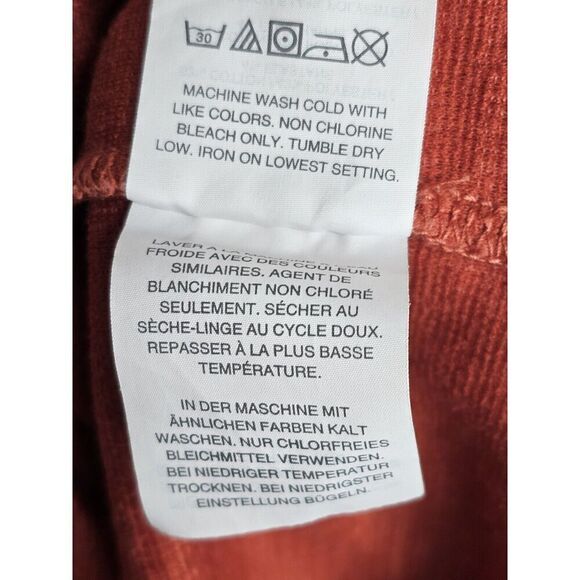 30
MACHINE WASH COLD WITH
LIKE COLORS. NON CHLORINE
BLEACH ONLY. TUMBLE DRY
LOW. IRON ON LOWEST SETTING.
LAVER À LA
FROIDE AVEC DES COULEURS
SIMILAIRES. AGENT DE
BLANCHIMENT NON CHLORÉ
SEULEMENT. SÉCHER AU
SÈCHE-LINGE AU CYCLE DOUX.
REPASSER À LA PLUS BASSE
TEMPÉRATURE.
IN DER MASCHINE MIT
ÄHNLICHEN FARBEN KALT
WASCHEN. NUR CHLORFREIES
BLEICHMITTEL VERWENDEN.
BEI NIEDRIGER TEMPERATUR
TROCKNEN. BEI NIEDRIGSTER
EINSTELLUNG BÜGELN.